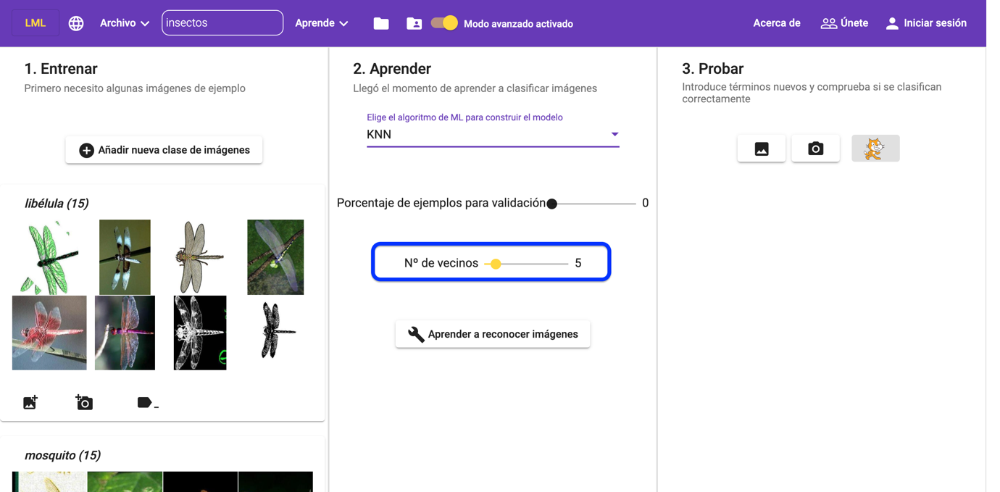 LML
Archivo
insectos
Aprende
Modo avanzado activado
Acerca de
Únete
Iniciar sesión
1. Entrenar
Primero necesito algunas imágenes de ejemplo
Añadir nueva clase de imágenes
libélula (15)
mosquito (15)
2. Aprender
Llegó el momento de aprender a clasificar imágenes
Elige el algoritmo de ML para construir el modelo
KNN
Porcentaje de ejemplos para validación 0
Nº de vecinos 5
Aprender a reconocer imágenes
3. Probar
Introduce términos nuevos y comprueba si se clasifican
correctamente